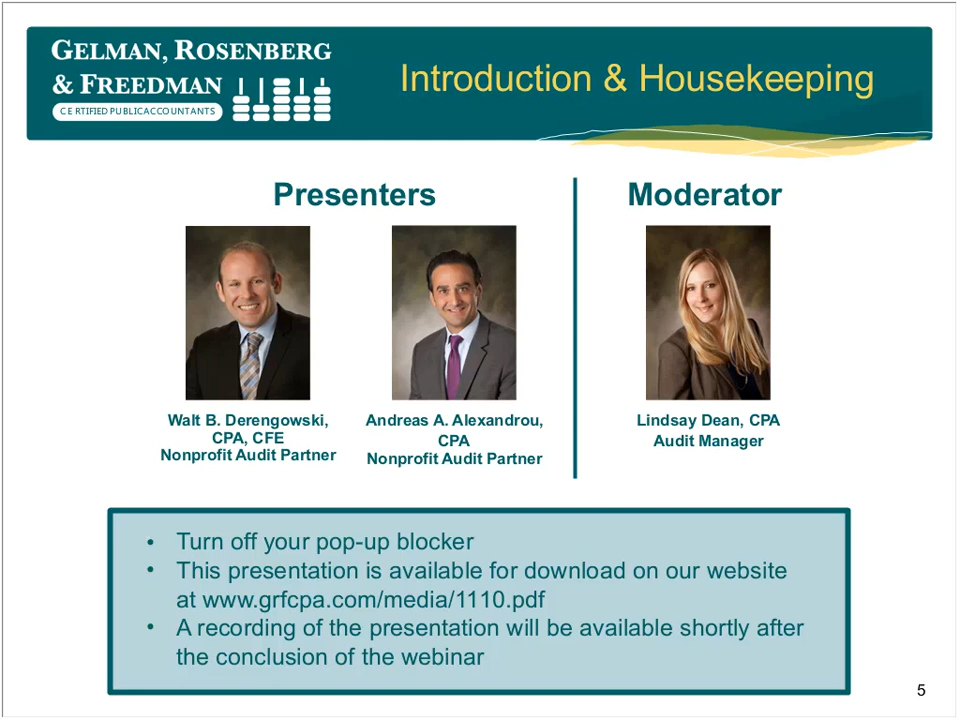 GELMAN, ROSENBERG
& FREEDMAN
CERTIFIED PUBLIC ACCOUNTANTS
Introduction & Housekeeping
Presenters
Moderator
Walt B. Derengowski,
CPA, CFE
Nonprofit Audit Partner
Andreas A. Alexandrou,
CPA
Nonprofit Audit Partner
Lindsay Dean, CPA
Audit Manager
• Turn off your pop-up blocker
• This presentation is available for download on our website
at www.grfcpa.com/media/1110.pdf
• A recording of the presentation will be available shortly after
the conclusion of the webinar
5